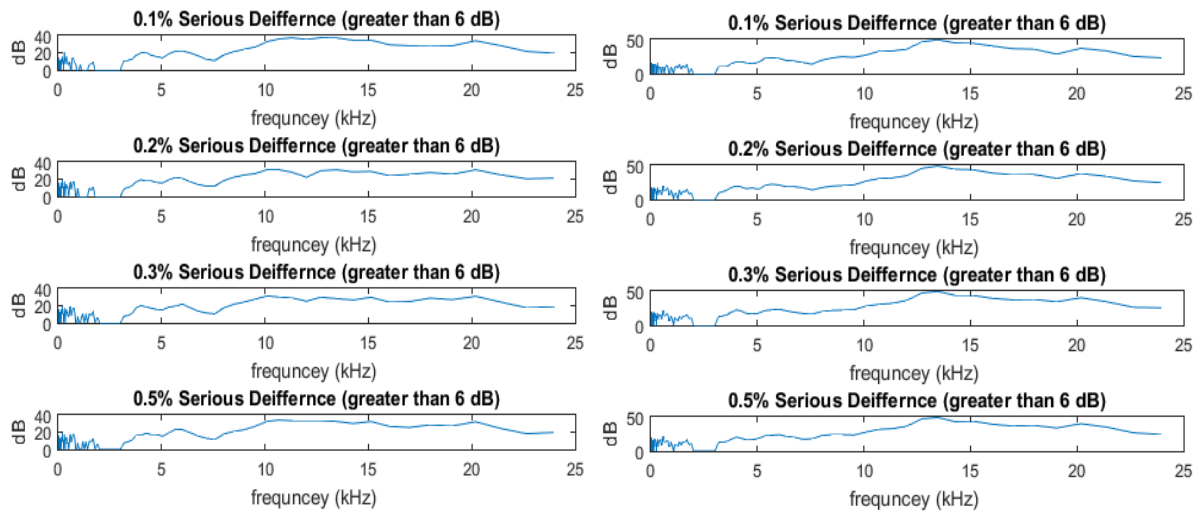 0.1% Serious Deiffernce (greater than 6 dB)
40
20
0
dB
0 5 10 15 20 25
frequncey (kHz)
0.2% Serious Deiffernce (greater than 6 dB)
40
20
0
dB
0 5 10 15 20 25
frequncey (kHz)
0.3% Serious Deiffernce (greater than 6 dB)
40
20
0
dB
0 5 10 15 20 25
frequncey (kHz)
0.5% Serious Deiffernce (greater than 6 dB)
40
20
0
dB
0 5 10 15 20 25
frequncey (kHz)
0.1% Serious Deiffernce (greater than 6 dB)
50
0
dB
0 5 10 15 20 25
frequncey (kHz)
0.2% Serious Deiffernce (greater than 6 dB)
50
0
dB
0 5 10 15 20 25
frequncey (kHz)
0.3% Serious Deiffernce (greater than 6 dB)
50
0
dB
0 5 10 15 20 25
frequncey (kHz)
0.5% Serious Deiffernce (greater than 6 dB)
50
0
dB
0 5 10 15 20 25
frequncey (kHz)